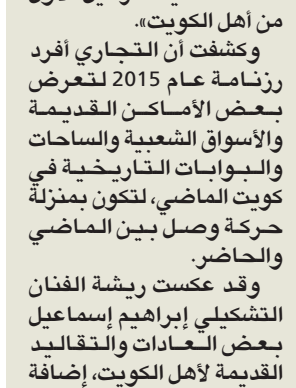 من أهل الكويت».
وكشفت أن التجاري أفرد
رزنامة عام 2015 لتعرض
بعض الأماكن القديمة
والأسواق الشعبية والساحات
والبوابات التاريخية في
كويت الماضي، لتكون بمنزلة
حركة وصل بين الماضي
والحاضر.
وقد عكست ريشة الفنان
التشكيلي إبراهيم إسماعيل
بعض العادات والتقاليد
القديمة لأهل الكويت، إضافة